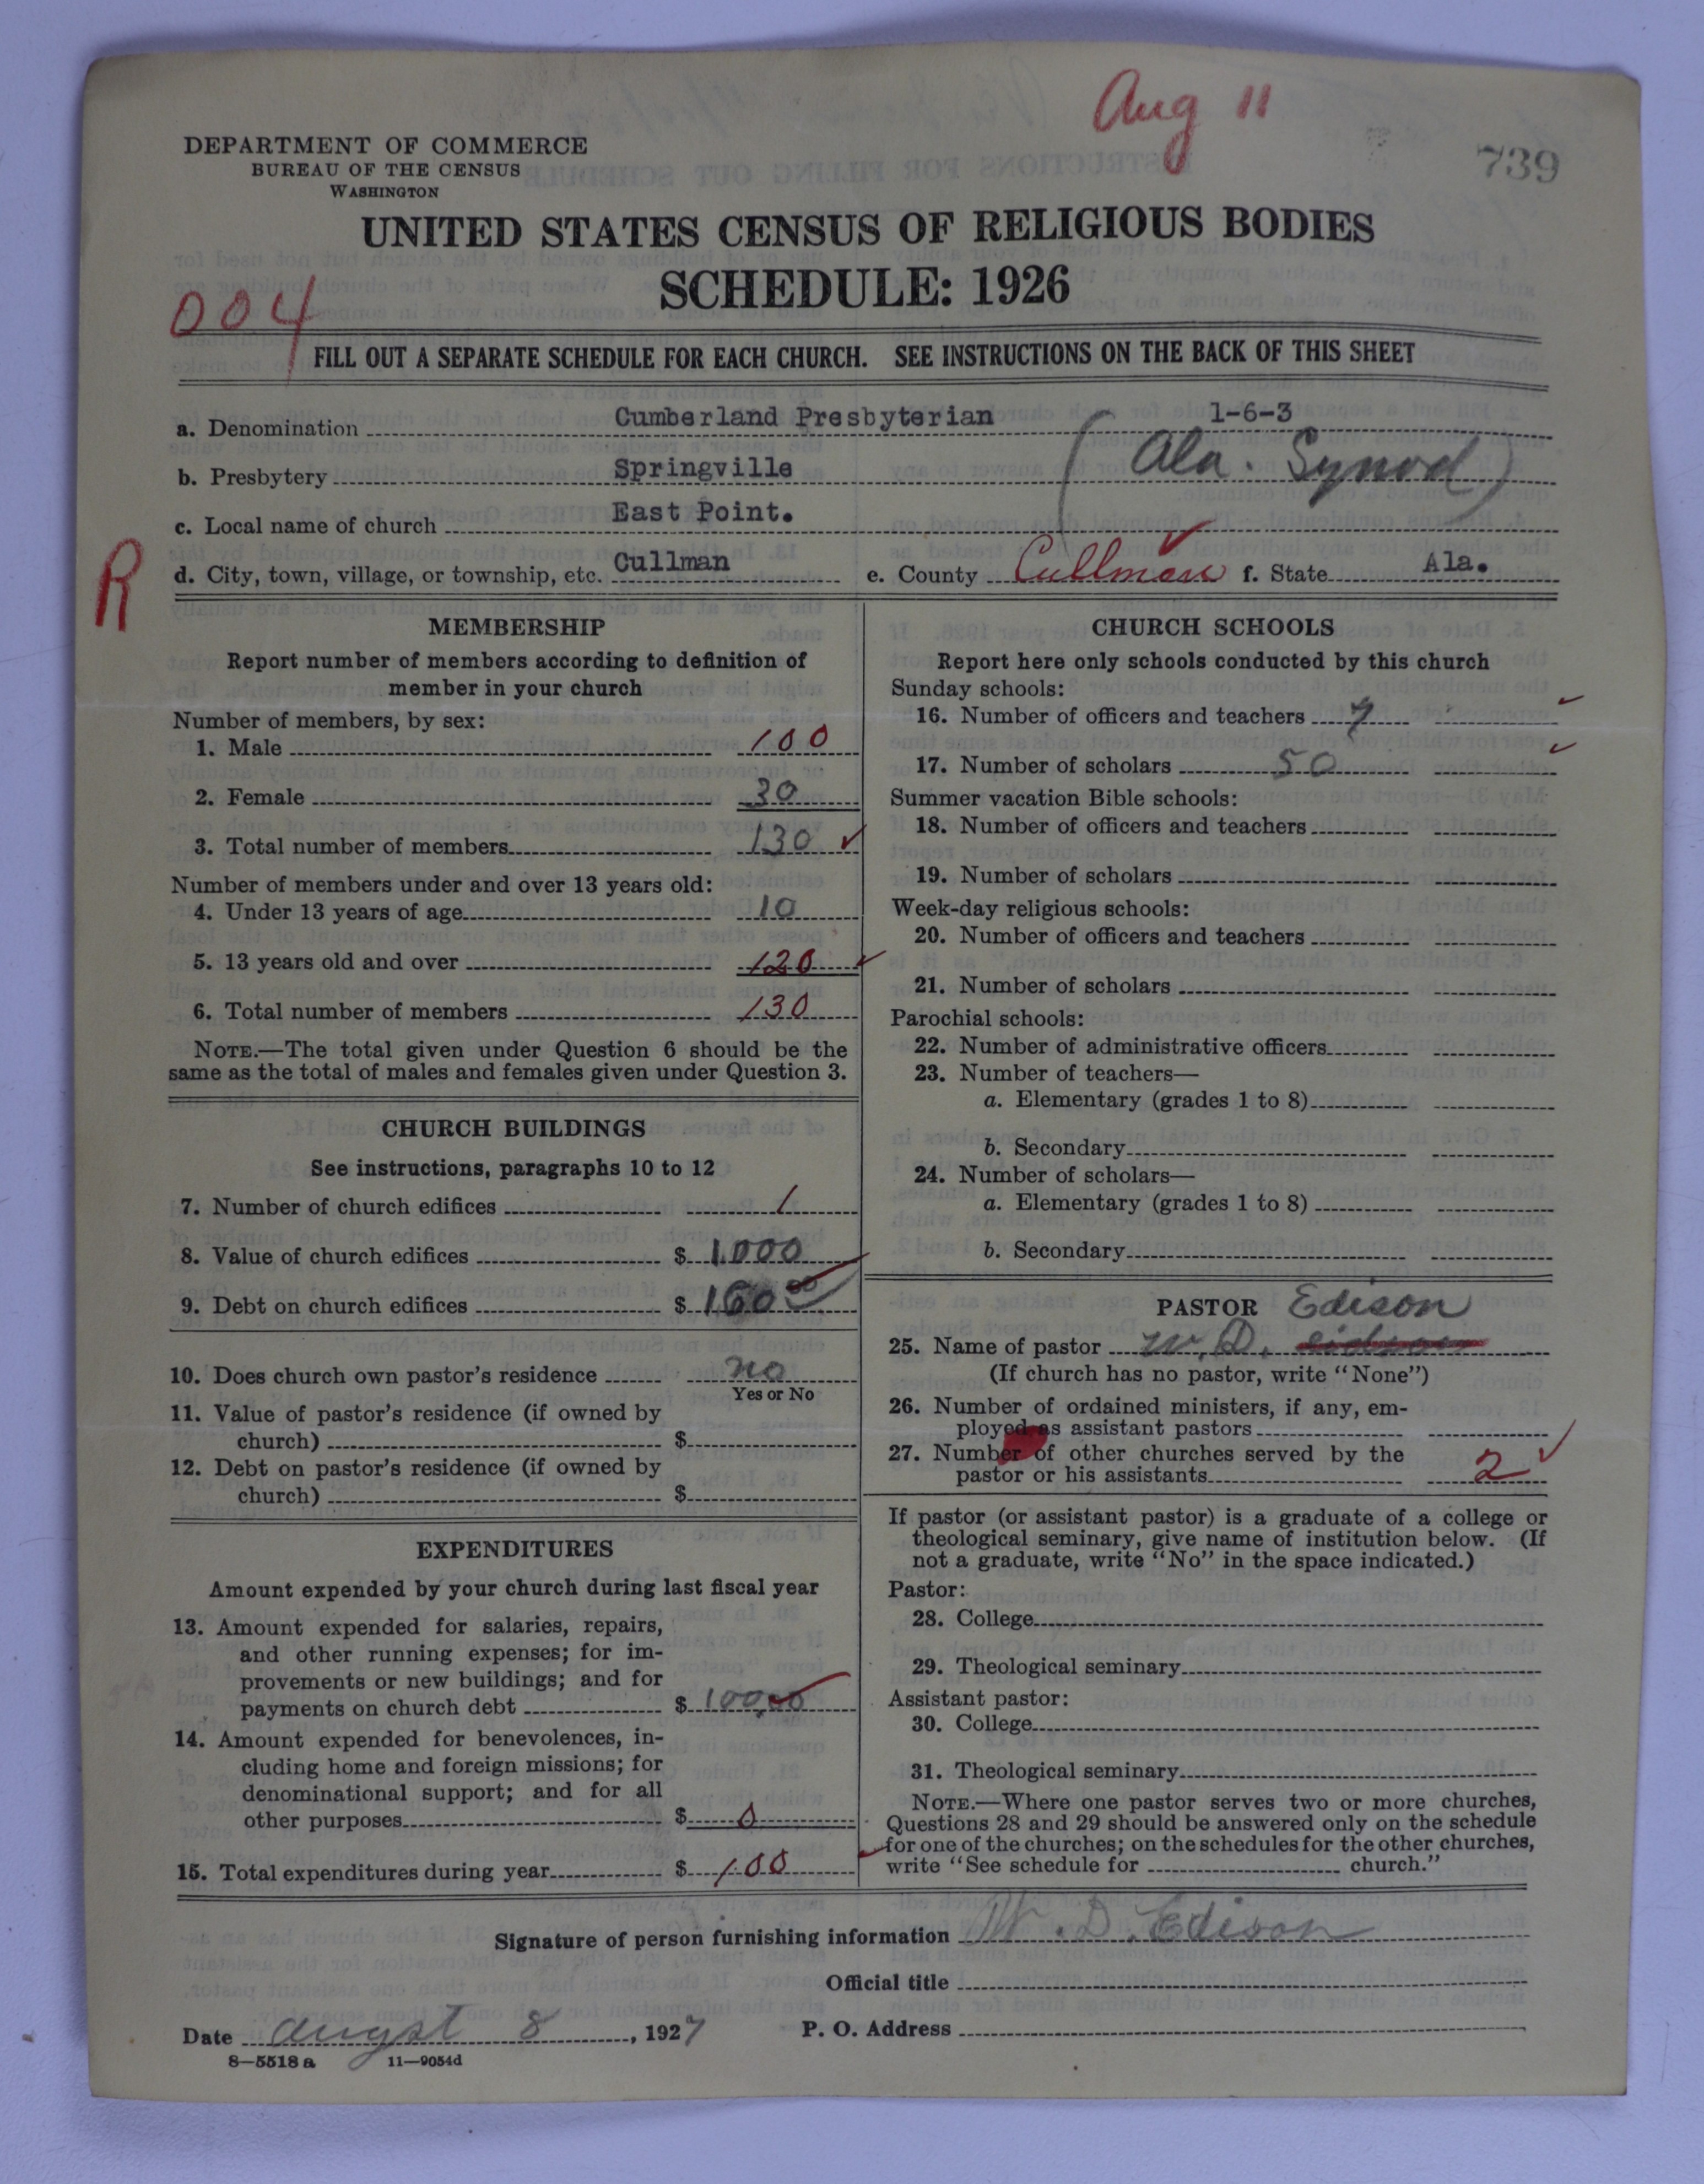 Aug 11
DEPARTMENT OF COMMERCE
BUREAU OF THE CENSUS
WASHINGTON
739
UNITED STATES CENSUS OF RELIGIOUS BODIES
SCHEDULE: 1926
004
FILL OUT A SEPARATE SCHEDULE FOR EACH CHURCH. SEE INSTRUCTIONS ON THE BACK OF THIS SHEET
a. Denomination Cumberland Presbyterian 1-6-3
b. Presbytery Springville (Ala. Synod)
c. Local name of church East Point.
R
d. City, town, village, or township, etc. Cullman e. County Cullman f. State Ala.
MEMBERSHIP
Report number of members according to definition of
member in your church
Number of members, by sex:
1. Male 100
2. Female 30
3. Total number of members 130
Number of members under and over 13 years old:
4. Under 13 years of age 10
5. 13 years old and over 120
6. Total number of members 130
NOTE.—The total given under Question 6 should be the
same as the total of males and females given under Question 3.
CHURCH BUILDINGS
See instructions, paragraphs 10 to 12
7. Number of church edifices 1
8. Value of church edifices $ 1000
9. Debt on church edifices $ 160 00
10. Does church own pastor's residence no
Yes or No
11. Value of pastor's residence (if owned by
church) $
12. Debt on pastor's residence (if owned by
church) $
EXPENDITURES
Amount expended by your church during last fiscal year
13. Amount expended for salaries, repairs,
and other running expenses; for im-
provements or new buildings; and for
payments on church debt $ 100.00
14. Amount expended for benevolences, in-
cluding home and foreign missions; for
denominational support; and for all
other purposes $ 0
15. Total expenditures during year $ 100
CHURCH SCHOOLS
Report here only schools conducted by this church
Sunday schools:
16. Number of officers and teachers 7
17. Number of scholars 50
Summer vacation Bible schools:
18. Number of officers and teachers
19. Number of scholars
Week-day religious schools:
20. Number of officers and teachers
21. Number of scholars
Parochial schools:
22. Number of administrative officers
23. Number of teachers—
a. Elementary (grades 1 to 8)
b. Secondary
24. Number of scholars—
a. Elementary (grades 1 to 8)
b. Secondary
PASTOR Edison
25. Name of pastor W. D. eidson
(If church has no pastor, write "None")
26. Number of ordained ministers, if any, em-
ployed as assistant pastors
27. Number of other churches served by the
pastor or his assistants 2
If pastor (or assistant pastor) is a graduate of a college or
theological seminary, give name of institution below. (If
not a graduate, write "No" in the space indicated.)
Pastor:
28. College
29. Theological seminary
Assistant pastor:
30. College
31. Theological seminary
NOTE.—Where one pastor serves two or more churches,
Questions 28 and 29 should be answered only on the schedule
for one of the churches; on the schedules for the other churches,
write "See schedule for church."
Signature of person furnishing information W. D. Edison
Official title
Date augst 8, 1927 P. O. Address
8—5518 a 11—9054d